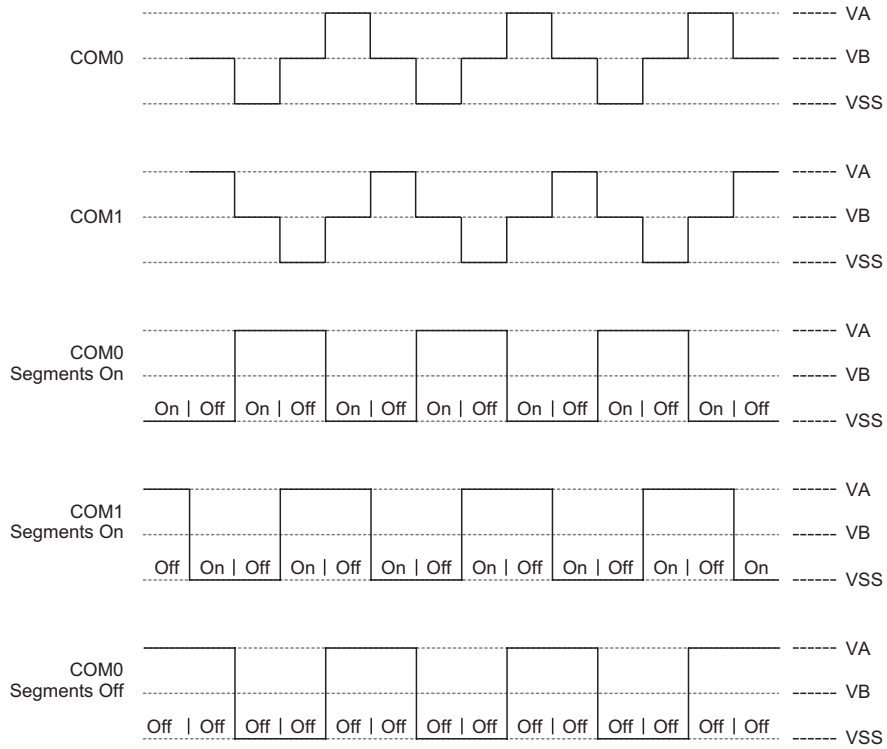 VA
COM0
VB
VSS
VA
COM1
VB
VSS
VA
COM0
Segments On
VB
On | Off | On | Off | On | Off | On | Off | On | Off | On | Off | On | Off
VSS
VA
COM1
Segments On
VB
Off | On | Off | On | Off | On | Off | On | Off | On | Off | On | Off | On
VSS
VA
COM0
Segments Off
VB
Off | Off | Off | Off | Off | Off | Off | Off | Off | Off | Off | Off | Off | Off
VSS